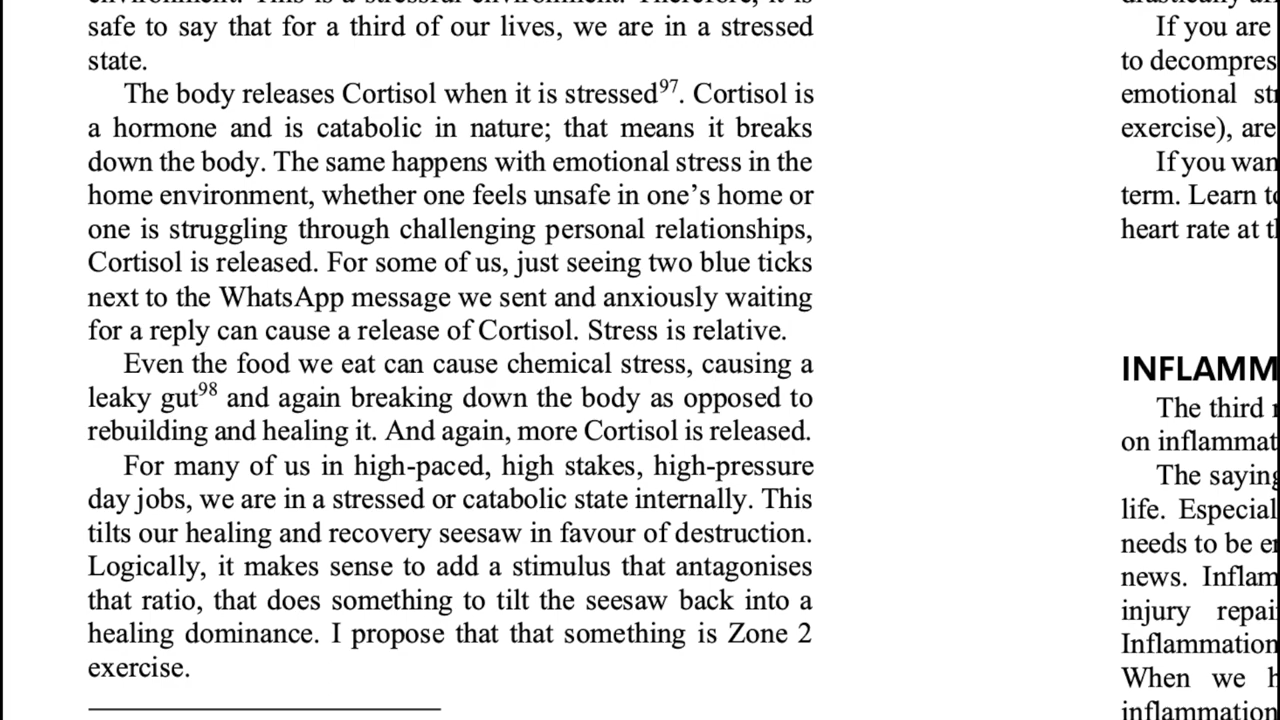 safe to say that for a third of our lives, we are in a stressed
state.
The body releases Cortisol when it is stressed97. Cortisol is
a hormone and is catabolic in nature; that means it breaks
down the body. The same happens with emotional stress in the
home environment, whether one feels unsafe in one’s home or
one is struggling through challenging personal relationships,
Cortisol is released. For some of us, just seeing two blue ticks
next to the WhatsApp message we sent and anxiously waiting
for a reply can cause a release of Cortisol. Stress is relative.
Even the food we eat can cause chemical stress, causing a
leaky gut98 and again breaking down the body as opposed to
rebuilding and healing it. And again, more Cortisol is released.
For many of us in high-paced, high stakes, high-pressure
day jobs, we are in a stressed or catabolic state internally. This
tilts our healing and recovery seesaw in favour of destruction.
Logically, it makes sense to add a stimulus that antagonises
that ratio, that does something to tilt the seesaw back into a
healing dominance. I propose that that something is Zone 2
exercise.
If you are
to decompres
emotional
exercise), are
If you wan
term. Learn
heart rate at
INFLAMM
The third
on inflammat
The saying
life. Especial
needs to be
news. Inflam
injury repai
Inflammation
When we
inflammation